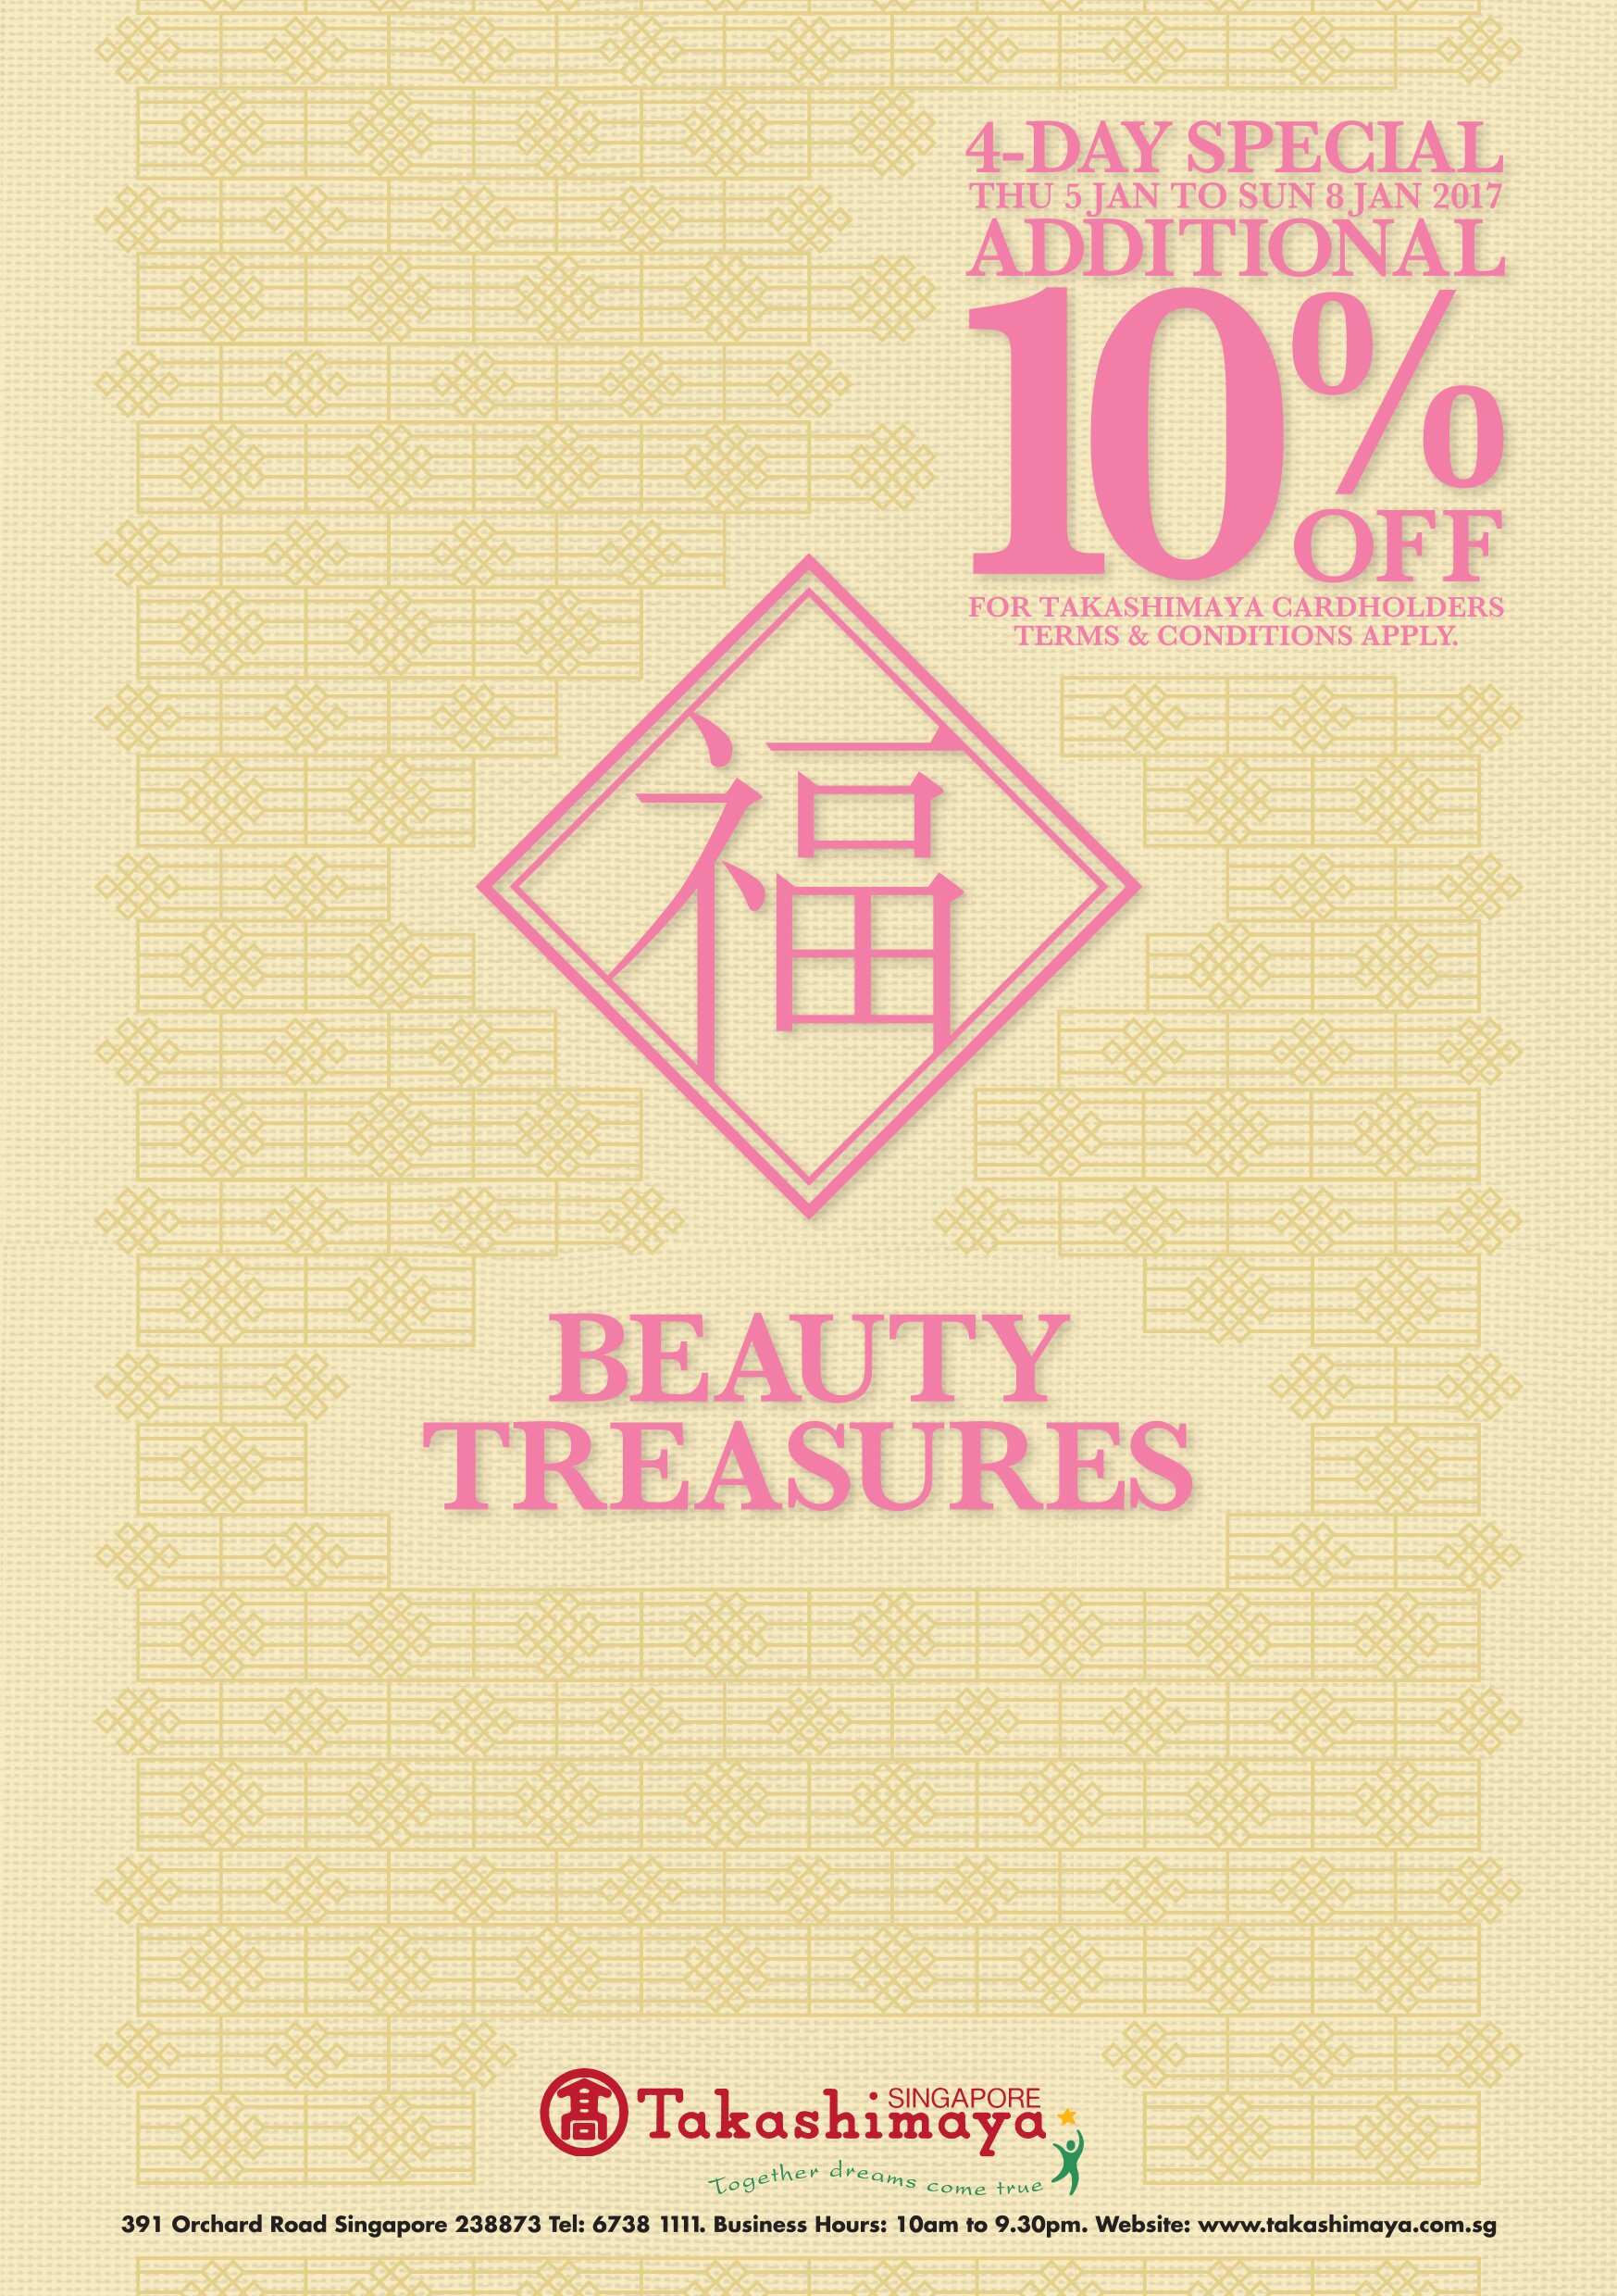 4-DAY SPECIAL
THU 5 JAN TO SUN 8 JAN 2017
ADDITIONAL
10%
OFF
FOR TAKASHIMAYA CARDHOLDERS
TERMS & CONDITIONS APPLY.
福
BEAUTY
TREASURES
髙 Takashimaya SINGAPORE
Together dreams come true
391 Orchard Road Singapore 238873 Tel: 6738 1111. Business Hours: 10am to 9.30pm. Website: www.takashimaya.com.sg